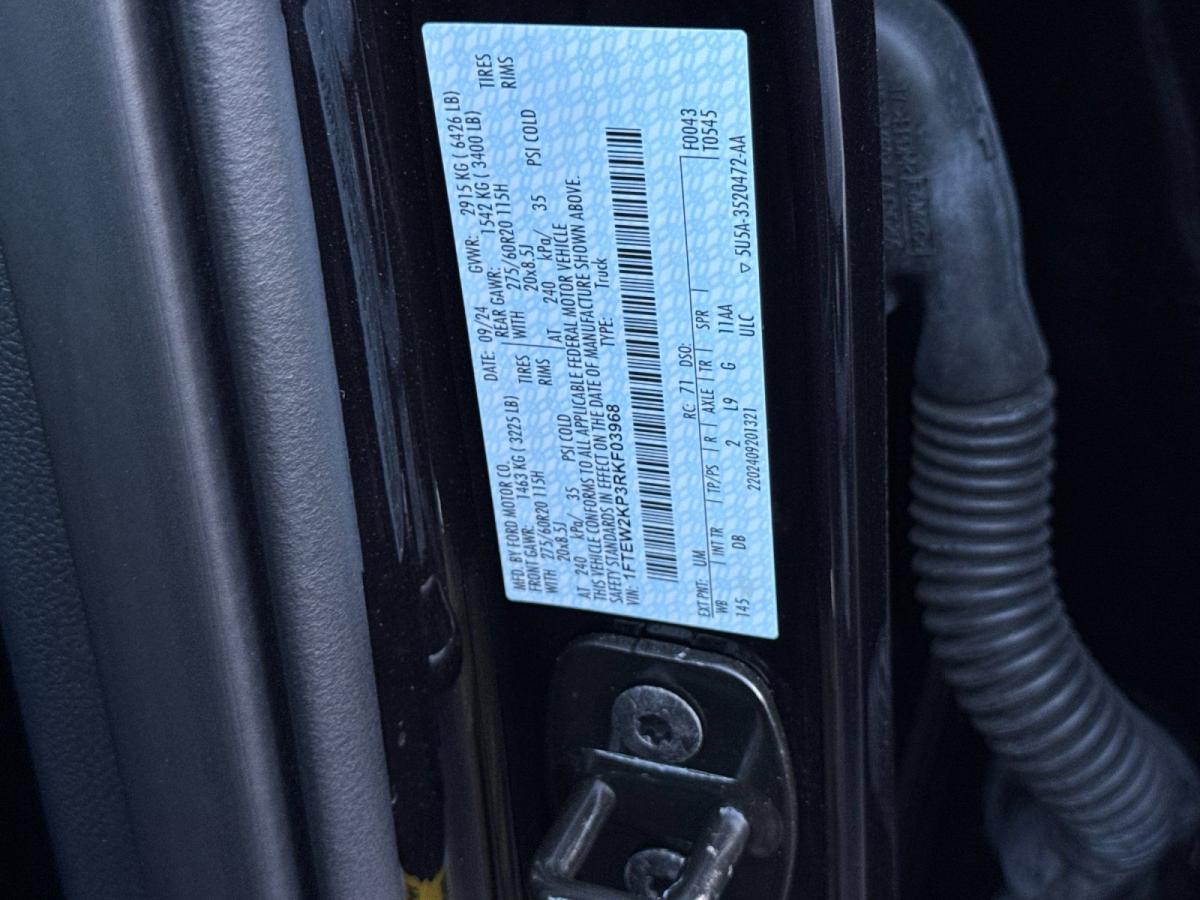 MFD. BY FORD MOTOR CO.
DATE: 09/24 GVWR: 2915 KG ( 6426 LB)
FRONT GAWR: 1463 KG ( 3225 LB)
REAR GAWR: 1542 KG ( 3400 LB)
WITH 275/60R20 115H TIRES
WITH 275/60R20 115H TIRES
20x8.5J RIMS
20x8.5J RIMS
AT 240 kPa/ 35 PSI COLD
AT 240 kPa/ 35 PSI COLD
THIS VEHICLE CONFORMS TO ALL APPLICABLE FEDERAL MOTOR VEHICLE
SAFETY STANDARDS IN EFFECT ON THE DATE OF MANUFACTURE SHOWN ABOVE.
VIN: 1FTEW2KP3RKF03968 TYPE: Truck
EXT PNT: UM RC: 71 DSO: F0043
WB INT TR TP/PS R AXLE TR SPR T0545
145 DB 2 L9 G 11AA
2202409201321 ULC ▽ 5U5A-3520472-AA